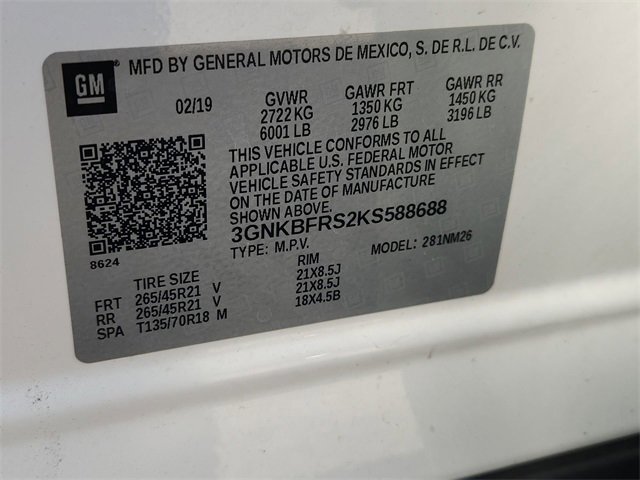 GM ® MFD BY GENERAL MOTORS DE MEXICO, S. DE R.L. DE C.V.
02/19 GVWR GAWR FRT GAWR RR
2722 KG 1350 KG 1450 KG
6001 LB 2976 LB 3196 LB
THIS VEHICLE CONFORMS TO ALL
APPLICABLE U.S. FEDERAL MOTOR
VEHICLE SAFETY STANDARDS IN EFFECT
ON THE DATE OF MANUFACTURE
SHOWN ABOVE.
3GNKBFRS2KS588688
8624 TYPE: M.P.V. MODEL: 281NM26
TIRE SIZE RIM
FRT 265/45R21 V 21X8.5J
RR 265/45R21 V 21X8.5J
SPA T135/70R18 M 18X4.5B